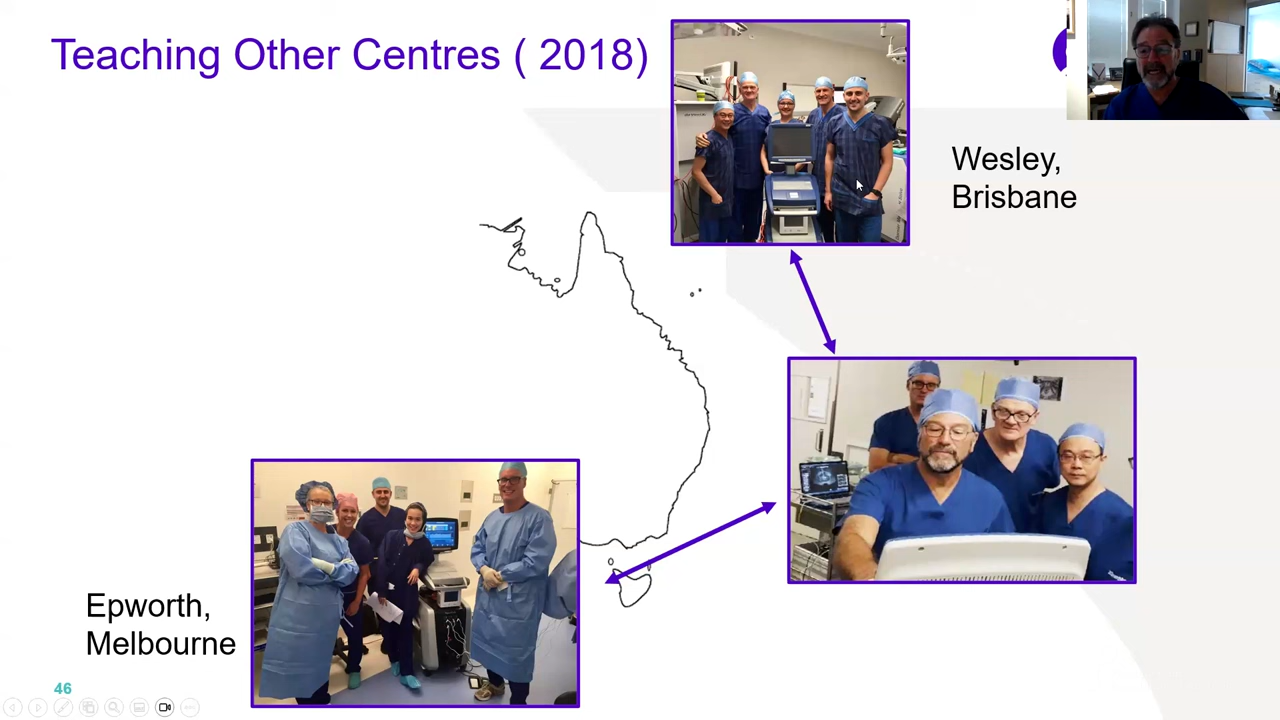 Teaching Other Centres ( 2018)
Wesley,
Brisbane
Epworth,
Melbourne
46